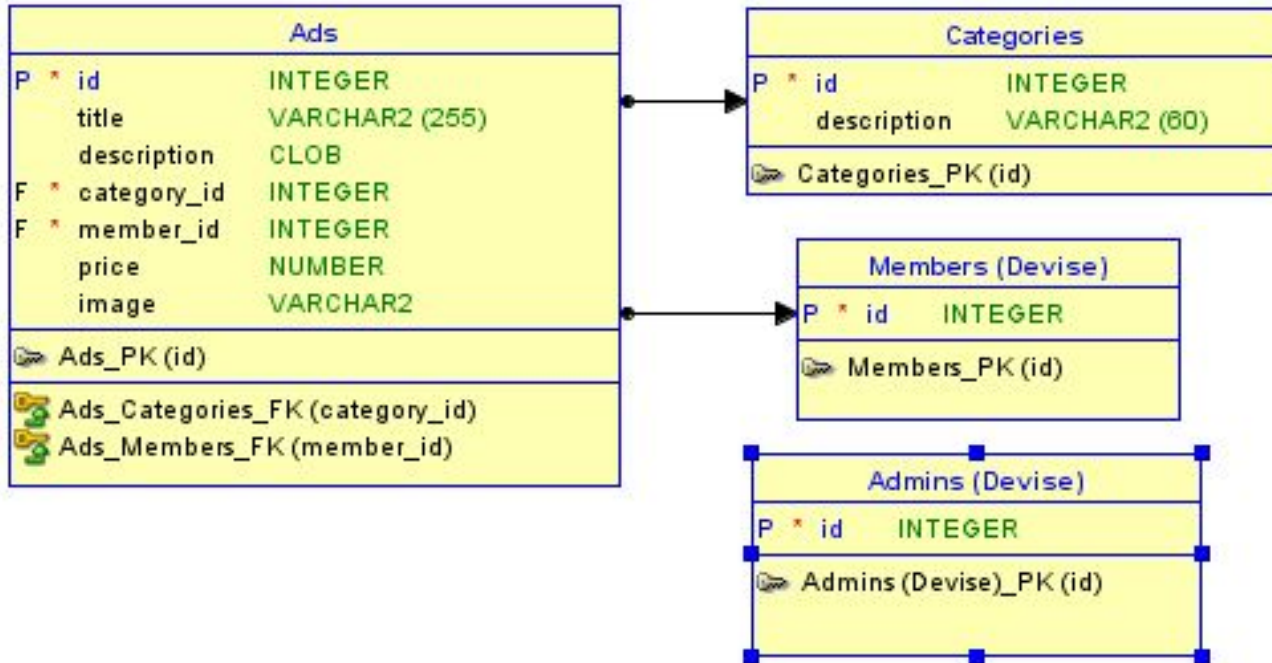 Ads
P * id INTEGER
title VARCHAR2 (255)
description CLOB
F * category_id INTEGER
F * member_id INTEGER
price NUMBER
image VARCHAR2
Ads_PK (id)
Ads_Categories_FK (category_id)
Ads_Members_FK (member_id)
Categories
P * id INTEGER
description VARCHAR2 (60)
Categories_PK (id)
Members (Devise)
P * id INTEGER
Members_PK (id)
Admins (Devise)
P * id INTEGER
Admins (Devise)_PK (id)